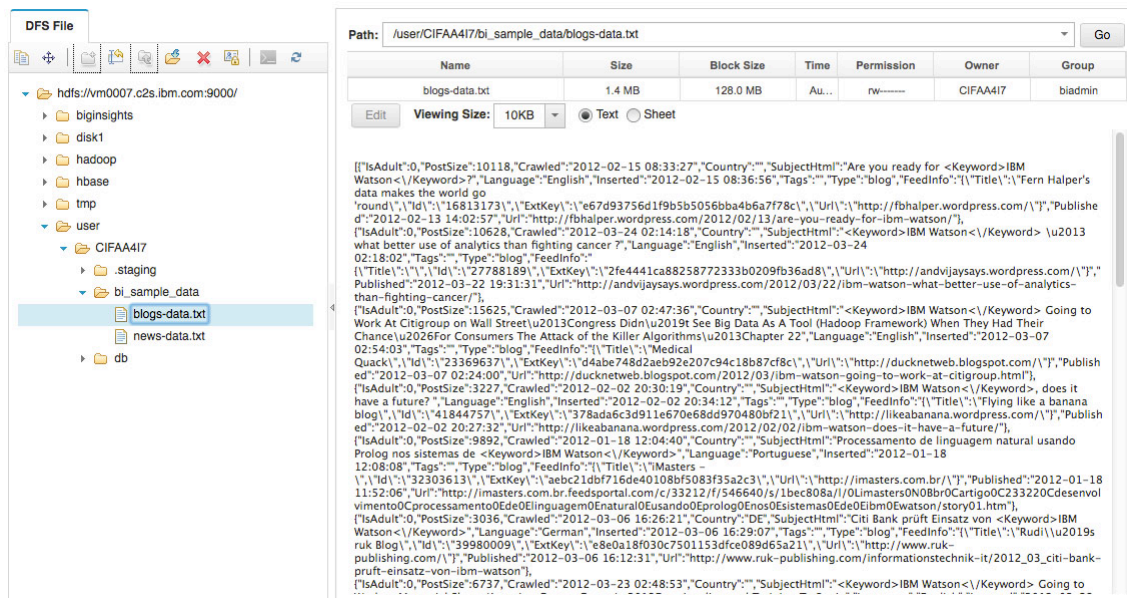 DFS File
hdfs://vm0007.c2s.ibm.com:9000/
biginsights
disk1
hadoop
hbase
tmp
user
CIFAA4I7
.staging
bi_sample_data
blogs-data.txt
news-data.txt
db
Path: /user/CIFAA4I7/bi_sample_data/blogs-data.txt Go
Name Size Block Size Time Permission Owner Group
blogs-data.txt 1.4 MB 128.0 MB Au... rw------- CIFAA4I7 biadmin
Edit Viewing Size: 10KB Text Sheet
[{"IsAdult":0,"PostSize":10118,"Crawled":"2012-02-15 08:33:27","Country":"","SubjectHtml":"Are you ready for <Keyword>IBM
Watson<\/Keyword>?","Language":"English","Inserted":"2012-02-15 08:36:56","Tags":"","Type":"blog","FeedInfo":"{\"Title\":\"Fern Halper's
data makes the world go
'round\",\"Id\":\"16813173\",\"ExtKey\":\"e67d93756d1f9b5b5056bba4b6a7f78c\",\"Url\":\"http://fbhalper.wordpress.com/\"}","Publishe
d":"2012-02-13 14:02:57","Url":"http://fbhalper.wordpress.com/2012/02/13/are-you-ready-for-ibm-watson/"},
{"IsAdult":0,"PostSize":10628,"Crawled":"2012-03-24 02:14:18","Country":"","SubjectHtml":"<Keyword>IBM Watson<\/Keyword> \u2013
what better use of analytics than fighting cancer ?","Language":"English","Inserted":"2012-03-24
02:18:02","Tags":"","Type":"blog","FeedInfo":"
{\"Title\":\"\",\"Id\":\"27788189\",\"ExtKey\":\"2fe4441ca88258772333b0209fb36ad8\",\"Url\":\"http://andvijaysays.wordpress.com/\"}","
Published":"2012-03-22 19:31:31","Url":"http://andvijaysays.wordpress.com/2012/03/22/ibm-watson-what-better-use-of-analytics-
than-fighting-cancer/"},
{"IsAdult":0,"PostSize":15625,"Crawled":"2012-03-07 02:47:36","Country":"","SubjectHtml":"<Keyword>IBM Watson<\/Keyword> Going to
Work At Citigroup on Wall Street\u2013Congress Didn\u2019t See Big Data As A Tool (Hadoop Framework) When They Had Their
Chance\u2026For Consumers The Attack of the Killer Algorithms\u2013Chapter 22","Language":"English","Inserted":"2012-03-07
02:54:03","Tags":"","Type":"blog","FeedInfo":"{\"Title\":\"Medical
Quack\",\"Id\":\"23369637\",\"ExtKey\":\"d4abe748d2aeb92e207c94c18b87cf8c\",\"Url\":\"http://ducknetweb.blogspot.com/\"}","Publish
ed":"2012-03-07 02:24:00","Url":"http://ducknetweb.blogspot.com/2012/03/ibm-watson-going-to-work-at-citigroup.html"},
{"IsAdult":0,"PostSize":3227,"Crawled":"2012-02-02 20:30:19","Country":"","SubjectHtml":"<Keyword>IBM Watson<\/Keyword>, does it
have a future? ","Language":"English","Inserted":"2012-02-02 20:34:12","Tags":"","Type":"blog","FeedInfo":"{\"Title\":\"Flying like a banana
blog\",\"Id\":\"41844757\",\"ExtKey\":\"378ada6c3d911e670e68dd970480bf21\",\"Url\":\"http://likeabanana.wordpress.com/\"}","Publish
ed":"2012-02-02 20:27:32","Url":"http://likeabanana.wordpress.com/2012/02/02/ibm-watson-does-it-have-a-future/"},
{"IsAdult":0,"PostSize":9892,"Crawled":"2012-01-18 12:04:40","Country":"","SubjectHtml":"Processamento de linguagem natural usando
Prolog nos sistemas de <Keyword>IBM Watson<\/Keyword>","Language":"Portuguese","Inserted":"2012-01-18
12:08:08","Tags":"","Type":"blog","FeedInfo":"{\"Title\":\"iMasters –
\",\"Id\":\"32303613\",\"ExtKey\":\"aebc21dbf716de40108bf5083f35a2c3\",\"Url\":\"http://imasters.com.br/\"}","Published":"2012-01-18
11:52:06","Url":"http://imasters.com.br.feedsportal.com/c/33212/f/546640/s/1bec808a/l/0Limasters0N0Bbr0Cartigo0C233220Cdesenvol
vimento0Cprocessamento0Ede0Elinguagem0Enatural0Eusando0Eprolog0Enos0Esistemas0Ede0Eibm0Ewatson/story01.htm"},
{"IsAdult":0,"PostSize":3036,"Crawled":"2012-03-06 16:26:21","Country":"DE","SubjectHtml":"Citi Bank prüft Einsatz von <Keyword>IBM
Watson<\/Keyword>","Language":"German","Inserted":"2012-03-06 16:29:07","Tags":"","Type":"blog","FeedInfo":"{\"Title\":\"Rudi\\u2019s
ruk Blog\",\"Id\":\"39980009\",\"ExtKey\":\"e8e0a18f030c7501153dfce089d65a21\",\"Url\":\"http://www.ruk-
publishing.com/\"}","Published":"2012-03-06 16:12:31","Url":"http://www.ruk-publishing.com/informationstechnik-it/2012_03_citi-bank-
pruft-einsatz-von-ibm-watson"},
{"IsAdult":0,"PostSize":6737,"Crawled":"2012-03-23 02:48:53","Country":"","SubjectHtml":"<Keyword>IBM Watson<\/Keyword> Going to